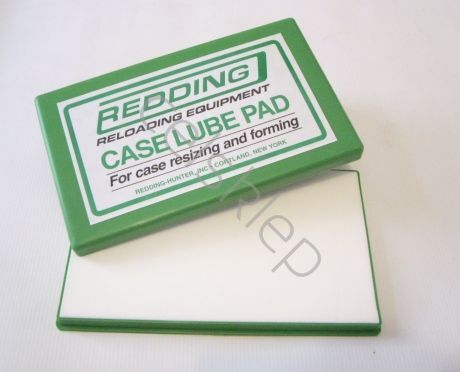 REDDING
RELOADING EQUIPMENT
CASE LUBE PAD
For case resizing and forming
REDDING-HUNTER, INC. CORTLAND, NEW YORK